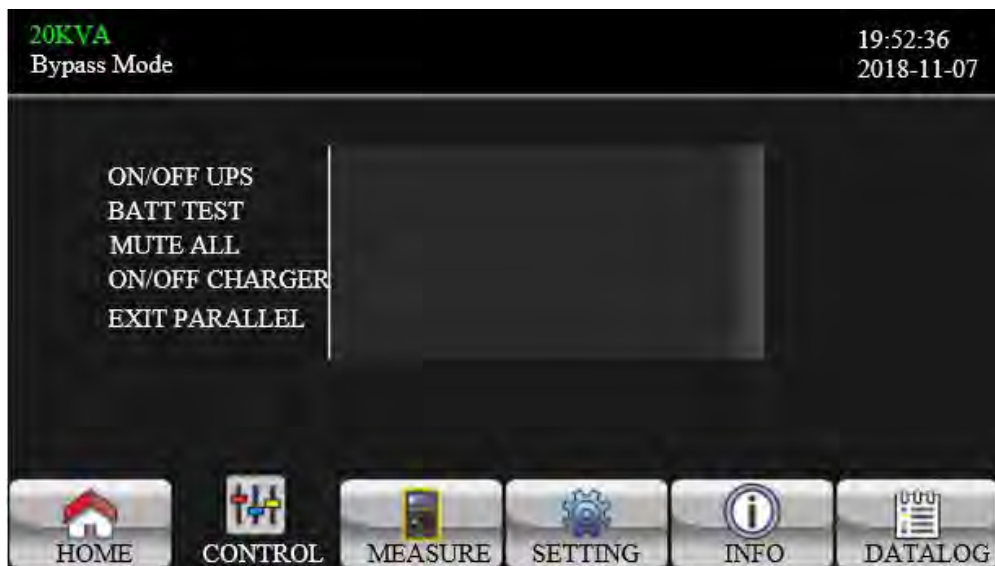 20KVA
Bypass Mode
19:52:36
2018-11-07
ON/OFF UPS
BATT TEST
MUTE ALL
ON/OFF CHARGER
EXIT PARALLEL
HOME
CONTROL
MEASURE
SETTING
INFO
DATALOG